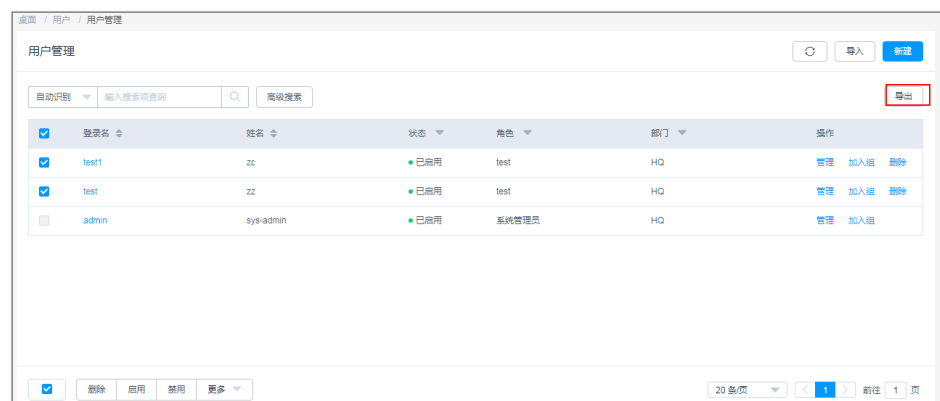 桌面 / 用户 / 用户管理
用户管理
导入 新建
自动识别 输入搜索项查询 高级搜索
导出
登录名 姓名 状态 角色 部门 操作
test1 zc 已启用 test HQ 管理 加入组 删除
test zz 已启用 test HQ 管理 加入组 删除
admin sys-admin 已启用 系统管理员 HQ 管理 加入组
删除 启用 禁用 更多 20 条/页 1 前往 1 页